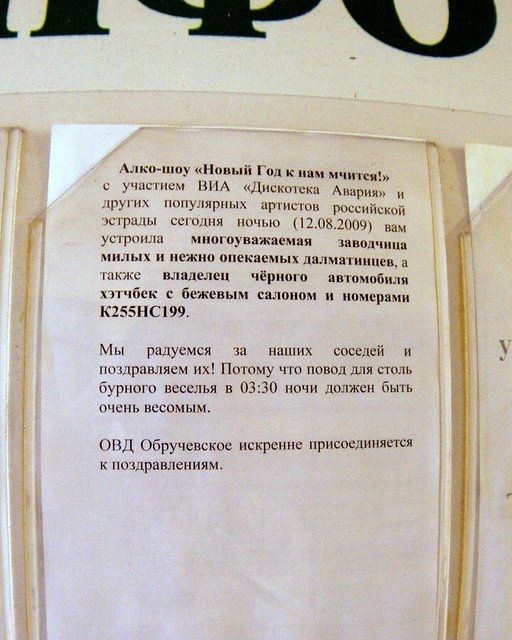 Алко-шоу «Новый Год к нам мчится!»
с участием ВИА «Дискотека Авария» и
других популярных артистов российской
эстрады сегодня ночью (12.08.2009) вам
устроила многоуважаемая заводчица
милых и нежно опекаемых далматинцев, а
также владелец чёрного автомобиля
хэтчбек с бежевым салоном и номерами
К255НС199.
Мы радуемся за наших соседей и
поздравляем их! Потому что повод для столь
бурного веселья в 03:30 ночи должен быть
очень весомым.
ОВД Обручевское искренне присоединяется
к поздравлениям.